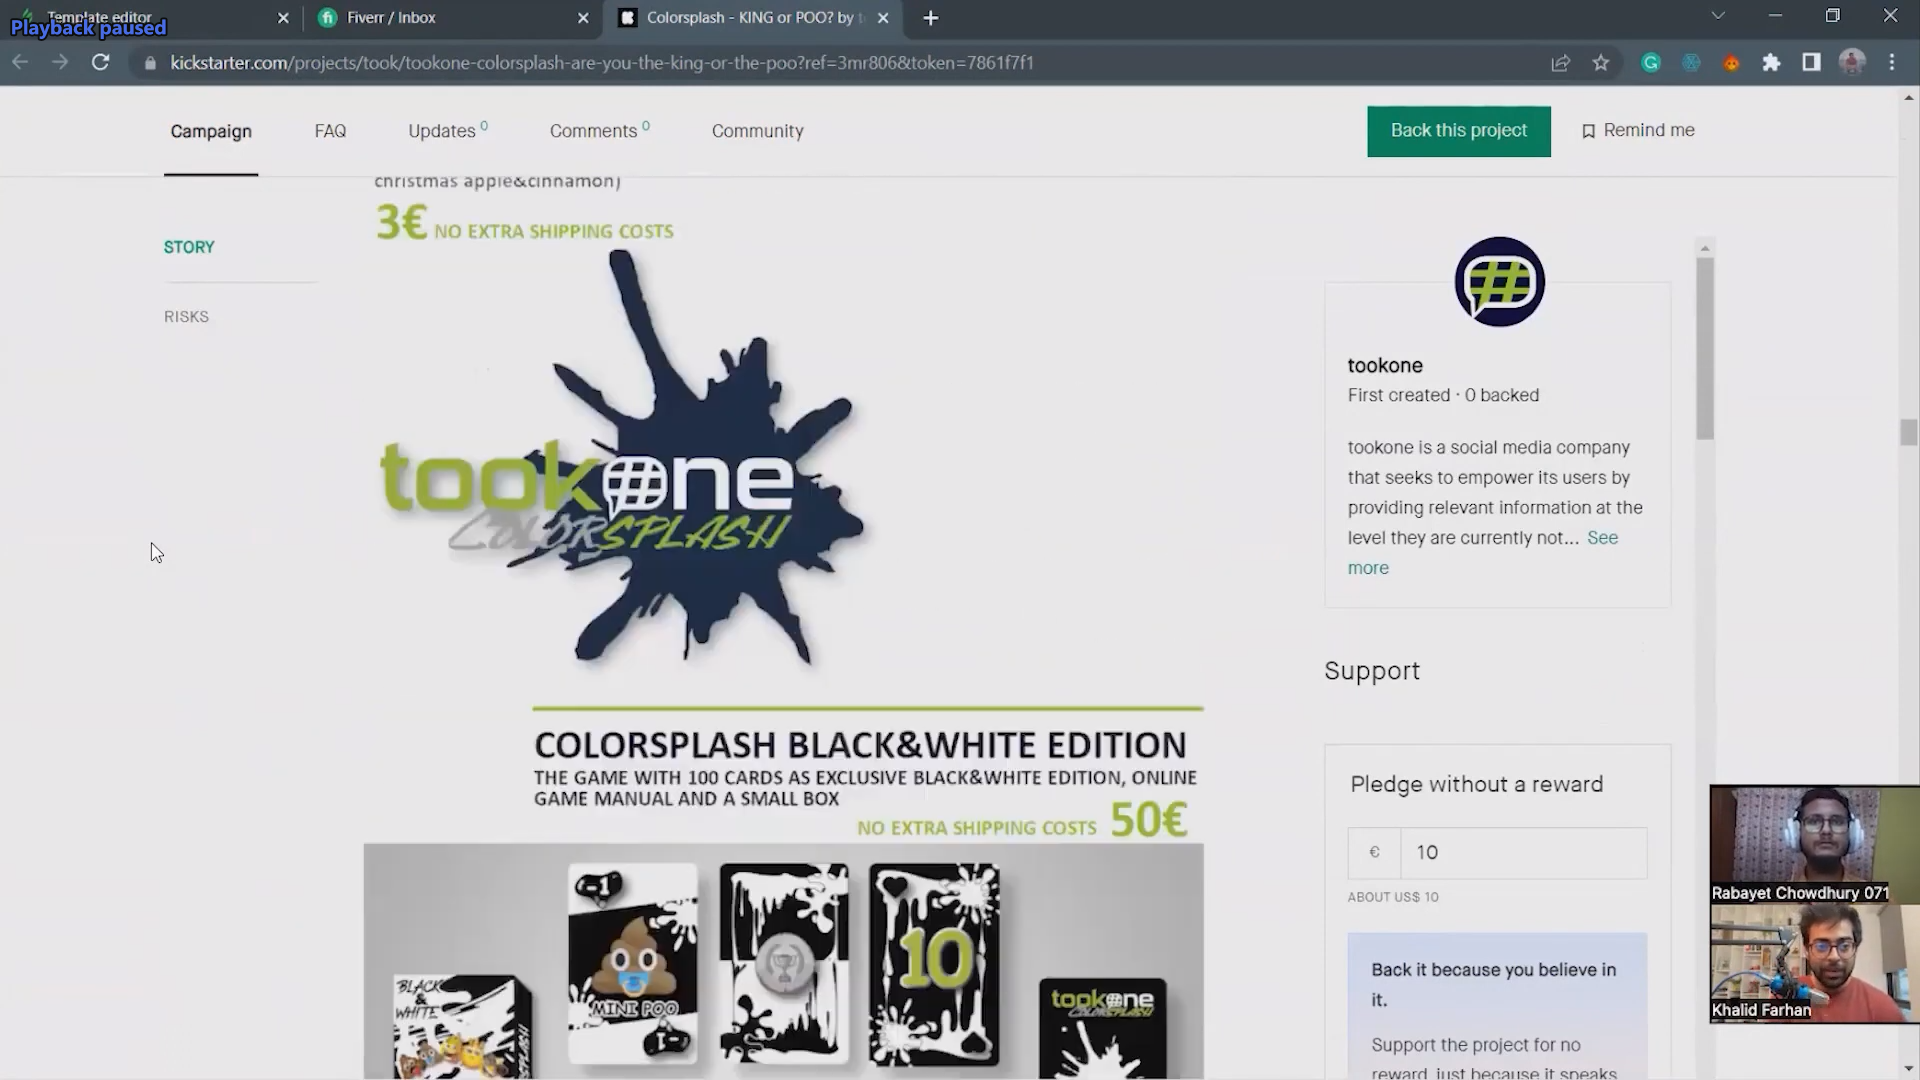 Template editor
Playback paused
Fiverr / Inbox
Colorsplash - KING or POO? by t
kickstarter.com/projects/took/tookone-colorsplash-are-you-the-king-or-the-poo?ref=3mr806&token=7861f7f1
Campaign
FAQ
Updates 0
Comments 0
Community
Back this project
Remind me
christmas apple&cinnamon)
3€ NO EXTRA SHIPPING COSTS
STORY
RISKS
tookone
COLORSPLASH
COLORSPLASH BLACK&WHITE EDITION
THE GAME WITH 100 CARDS AS EXCLUSIVE BLACK&WHITE EDITION, ONLINE
GAME MANUAL AND A SMALL BOX
NO EXTRA SHIPPING COSTS 50€
-1
MINI POO
-1
10
BLACK
&
WHITE
SPLASH
tookone
COLORSPLASH
tookone
First created · 0 backed
tookone is a social media company
that seeks to empower its users by
providing relevant information at the
level they are currently not... See
more
Support
Pledge without a reward
€ 10
ABOUT US$ 10
Back it because you believe in
it.
Support the project for no
reward, just because it speaks
Rabayet Chowdhury 071
Khalid Farhan